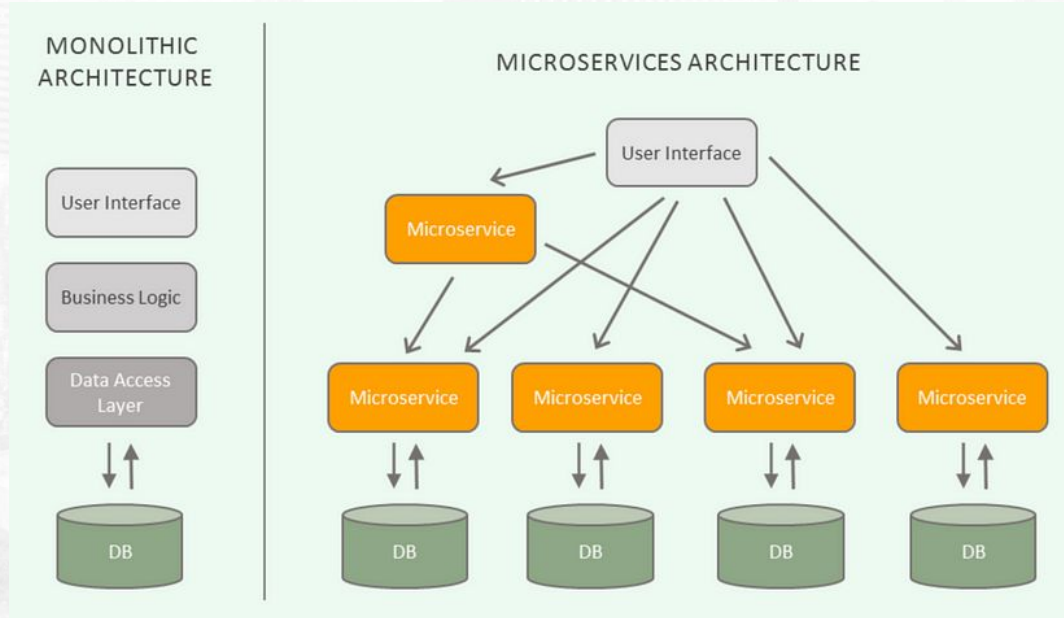 MONOLITHIC
ARCHITECTURE
User Interface
Business Logic
Data Access
Layer
DB
MICROSERVICES ARCHITECTURE
User Interface
Microservice
Microservice
Microservice
Microservice
Microservice
DB
DB
DB
DB